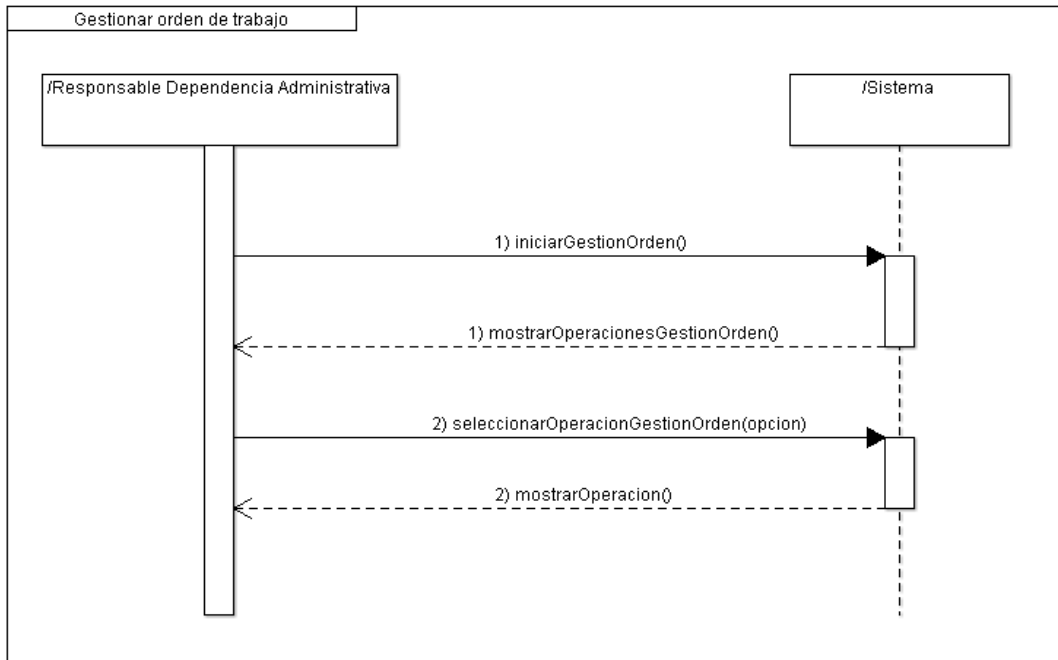 Gestionar orden de trabajo
/Responsable Dependencia Administrativa
/Sistema
1) iniciarGestionOrden()
1) mostrarOperacionesGestionOrden()
2) seleccionarOperacionGestionOrden(opcion)
2) mostrarOperacion()